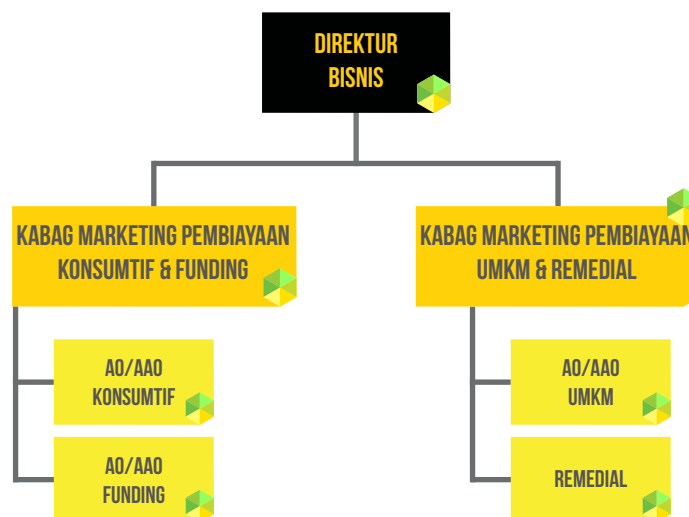 DIREKTUR
BISNIS
KABAG MARKETING PEMBIAYAAN
KONSUMTIF & FUNDING
KABAG MARKETING PEMBIAYAAN
UMKM & REMEDIAL
AO/AAO
KONSUMTIF
AO/AAO
UMKM
AO/AAO
FUNDING
REMEDIAL